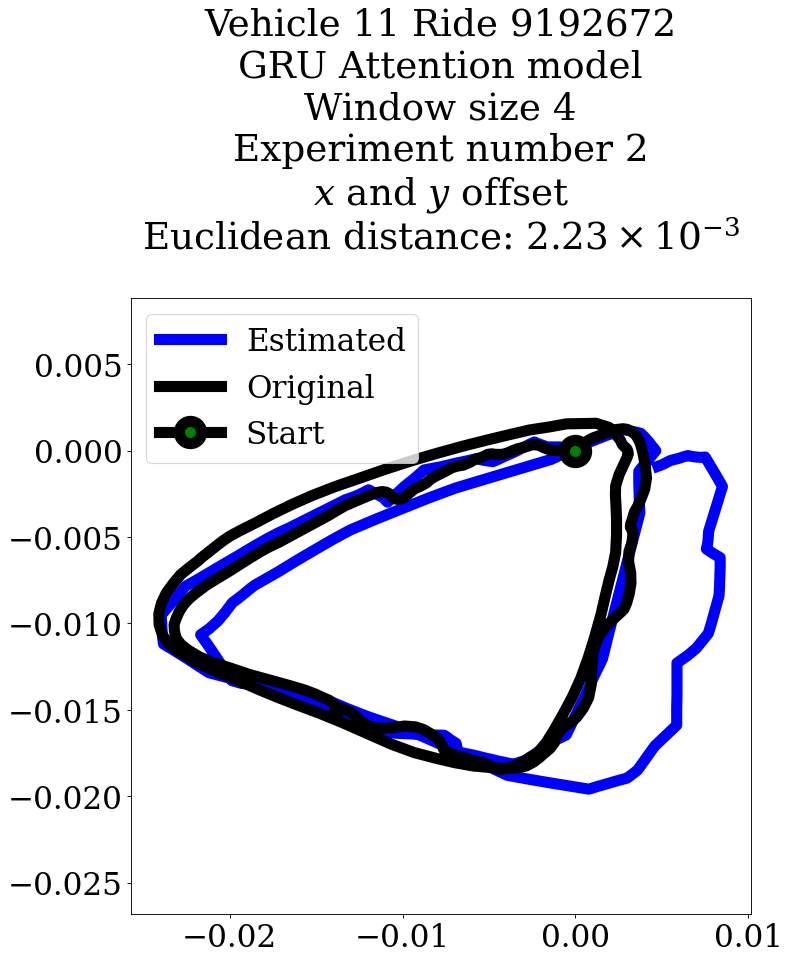 Vehicle 11 Ride 9192672
GRU Attention model
Window size 4
Experiment number 2
x and y offset
Euclidean distance: 2.23 × 10⁻³
Estimated
Original
Start
0.005
0.000
−0.005
−0.010
−0.015
−0.020
−0.025
−0.02
−0.01
0.00
0.01